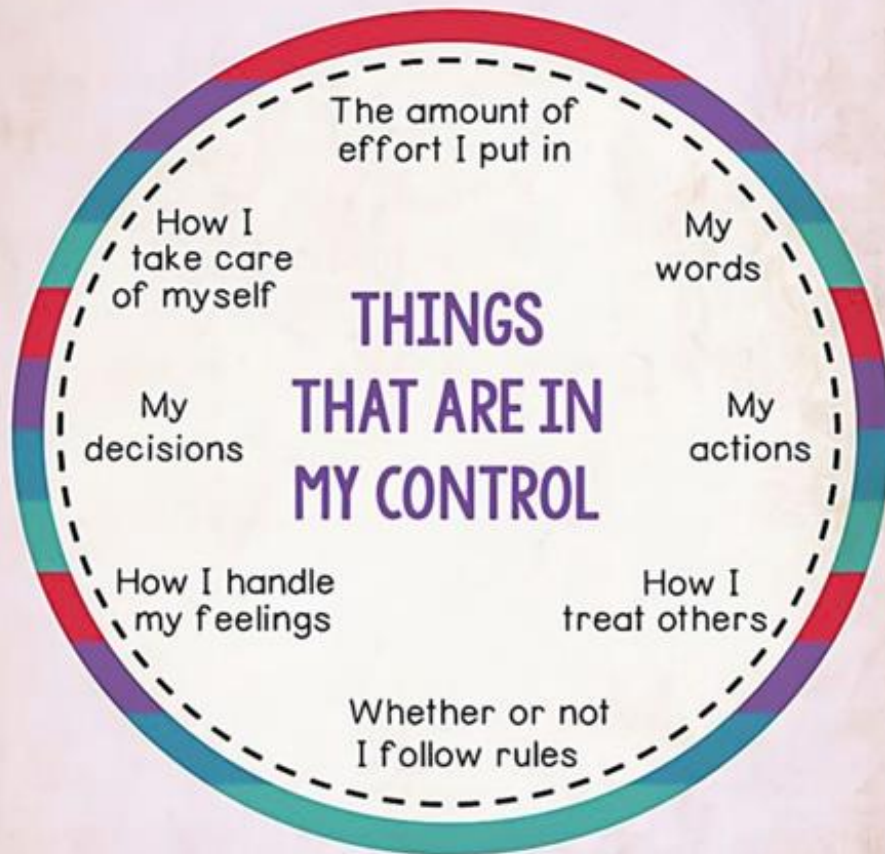 The amount of
effort I put in
My
words
My
actions
How I
treat others
Whether or not
I follow rules
How I handle
my feelings
My
decisions
How I
take care
of myself
THINGS
THAT ARE IN
MY CONTROL